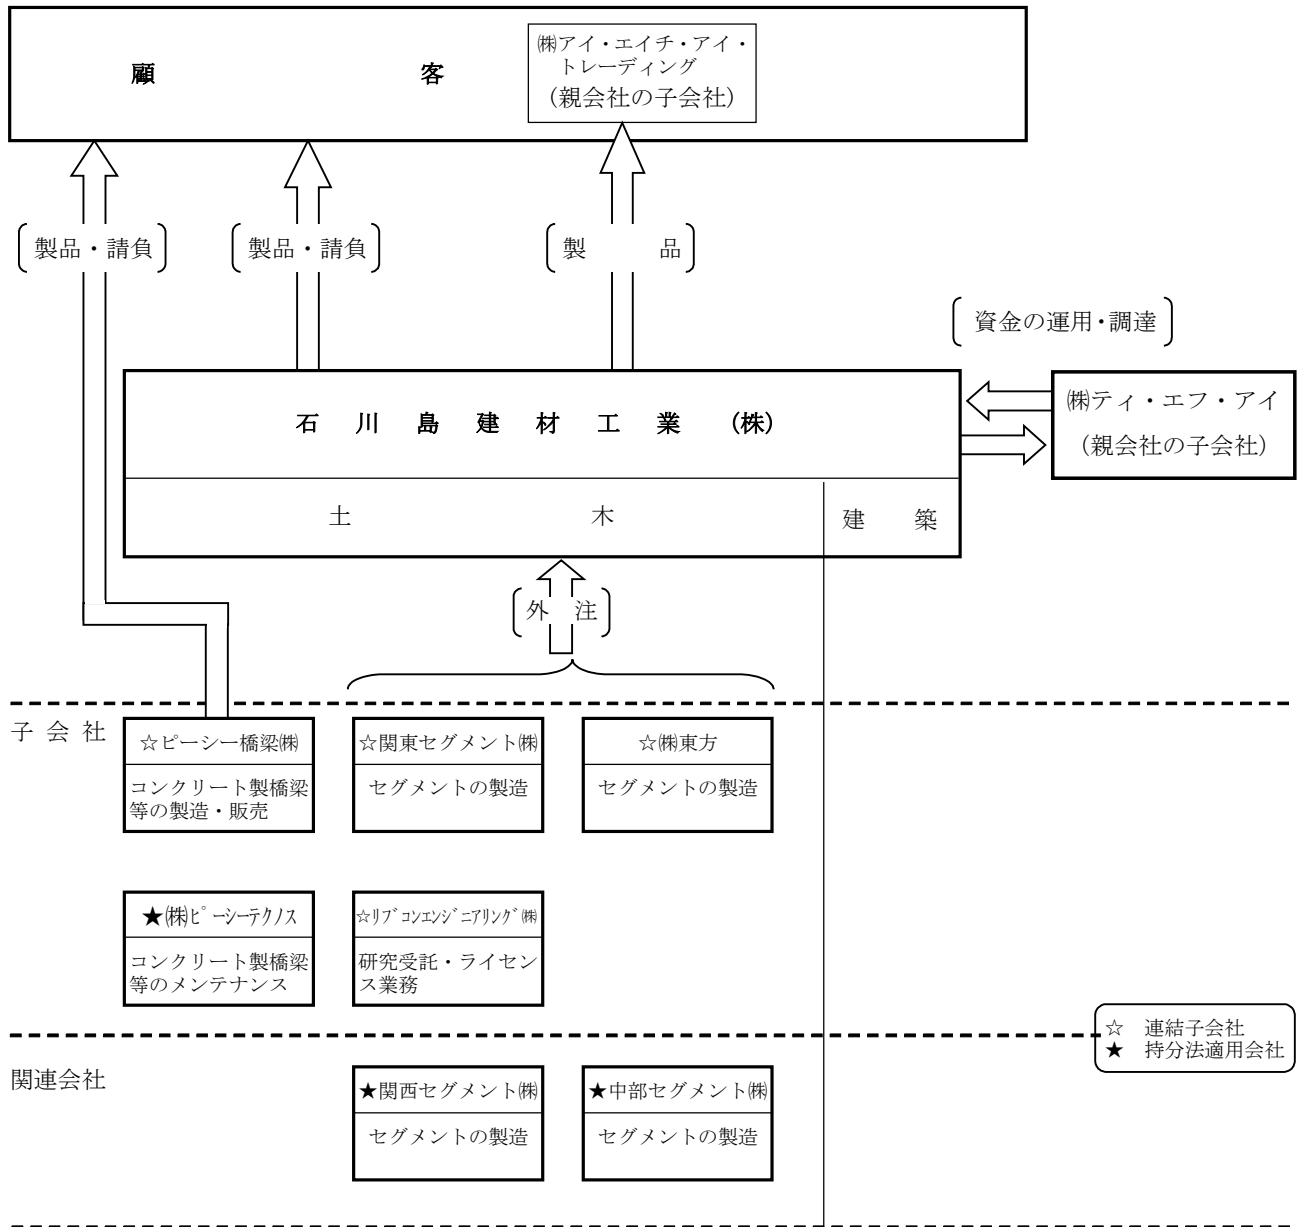 顧　　客
㈱アイ・エイチ・アイ・
トレーディング
（親会社の子会社）
製品・請負
製品・請負
製　　品
資金の運用・調達
石 川 島 建 材 工 業 （株）
㈱ティ・エフ・アイ
（親会社の子会社）
土　　木
建　　築
外　注
子 会 社
☆ピーシー橋梁㈱
コンクリート製橋梁
等の製造・販売
☆関東セグメント㈱
セグメントの製造
☆㈱東方
セグメントの製造
★㈱ﾋﾟｰｼｰﾃｸﾉｽ
コンクリート製橋梁
等のメンテナンス
☆ﾘﾌﾞｺﾝｴﾝｼﾞﾆｱﾘﾝｸﾞ㈱
研究受託・ライセン
ス業務
☆　連結子会社
★　持分法適用会社
関連会社
★関西セグメント㈱
セグメントの製造
★中部セグメント㈱
セグメントの製造